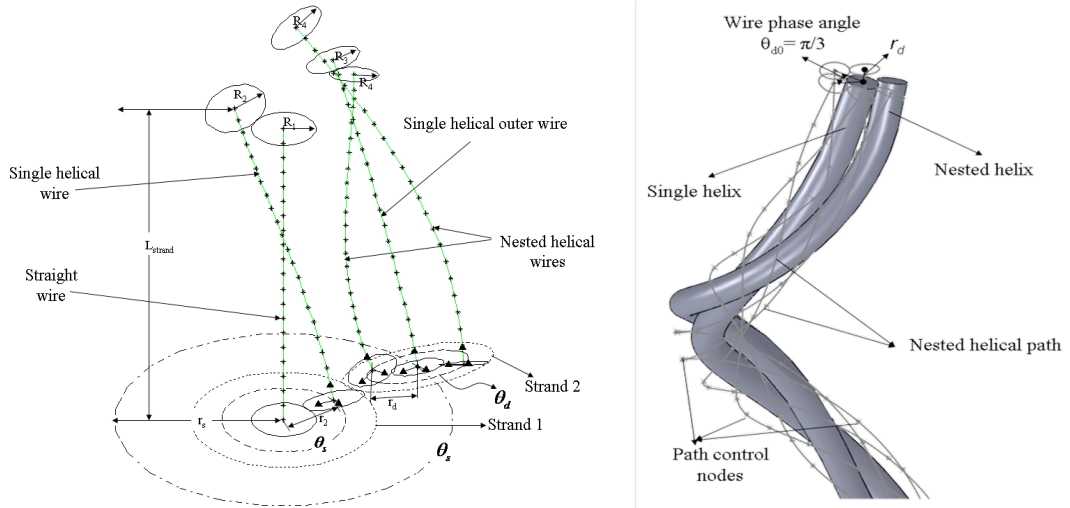 R4
R3
R4
R2
R1
Single helical outer wire
Single helical
wire
Lstrand
Nested helical
wires
Straight
wire
Strand 2
θd
rd
rs
r2
Strand 1
θs
θs
Wire phase angle
θd0= π/3
rd
Nested helix
Single helix
Nested helical path
Path control
nodes